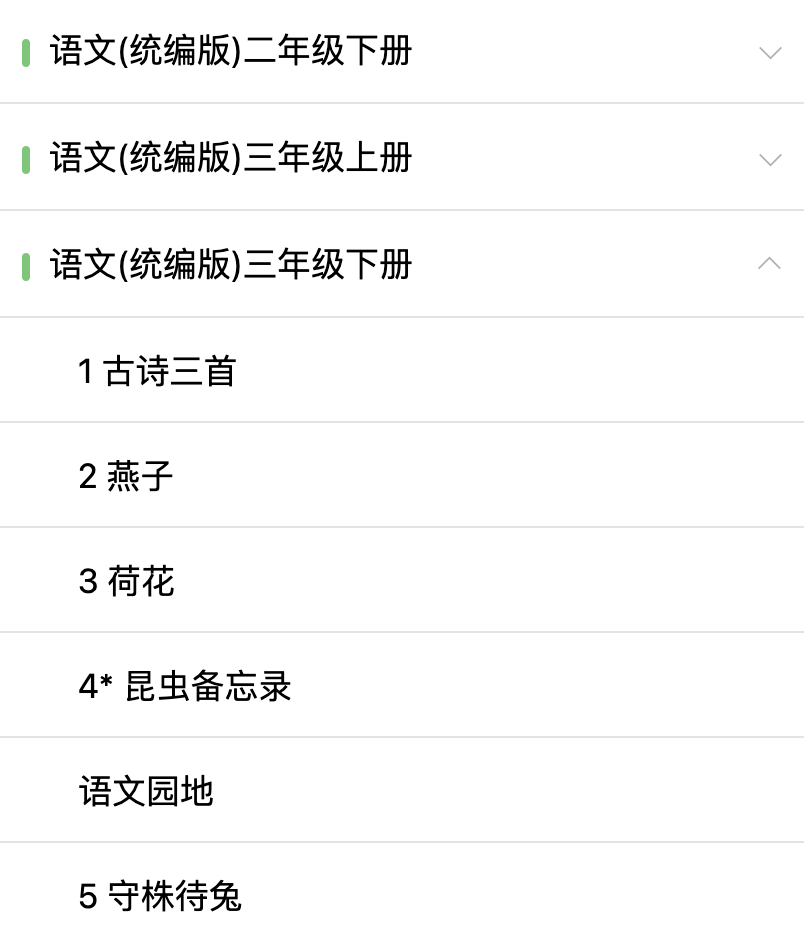 语文(统编版)二年级下册
语文(统编版)三年级上册
语文(统编版)三年级下册
1 古诗三首
2 燕子
3 荷花
4* 昆虫备忘录
语文园地
5 守株待兔